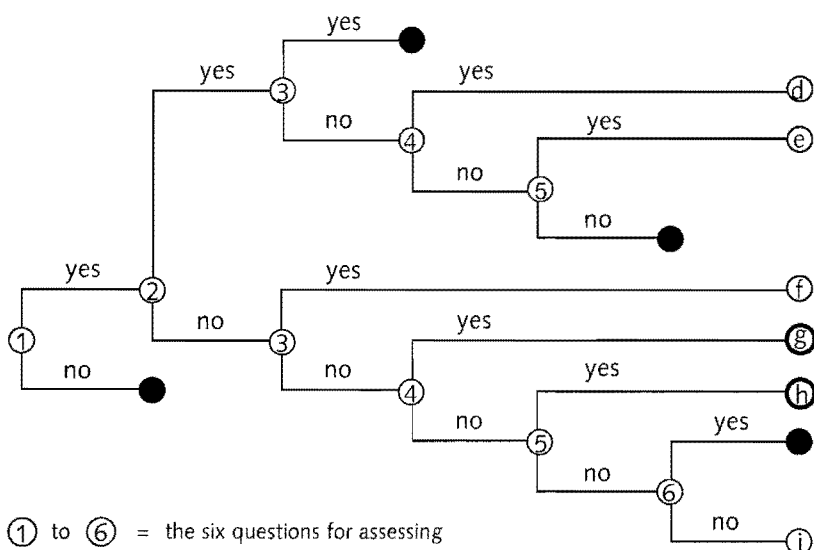 yes
yes
3
yes
d
no
4
yes
e
no
5
no
yes
2
yes
f
no
3
yes
g
1
no
no
4
yes
h
no
5
yes
no
6
no
i
1 to 6 = the six questions for assessing